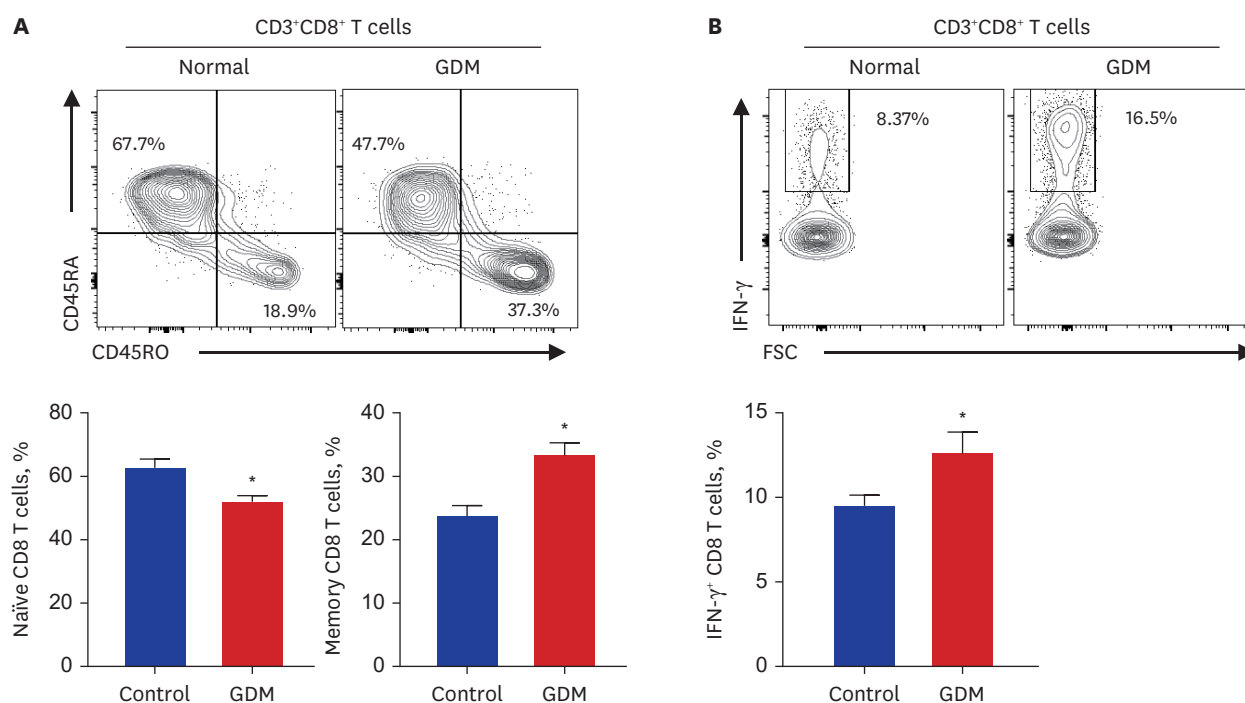 A
CD3⁺CD8⁺ T cells
Normal
GDM
67.7%
47.7%
18.9%
37.3%
CD45RA
CD45RO
80
60
40
20
0
Naïve CD8 T cells, %
*
Control
GDM
40
30
20
10
0
Memory CD8 T cells, %
*
Control
GDM
B
CD3⁺CD8⁺ T cells
Normal
GDM
8.37%
16.5%
IFN-γ
FSC
15
10
5
0
IFN-γ⁺ CD8 T cells, %
*
Control
GDM